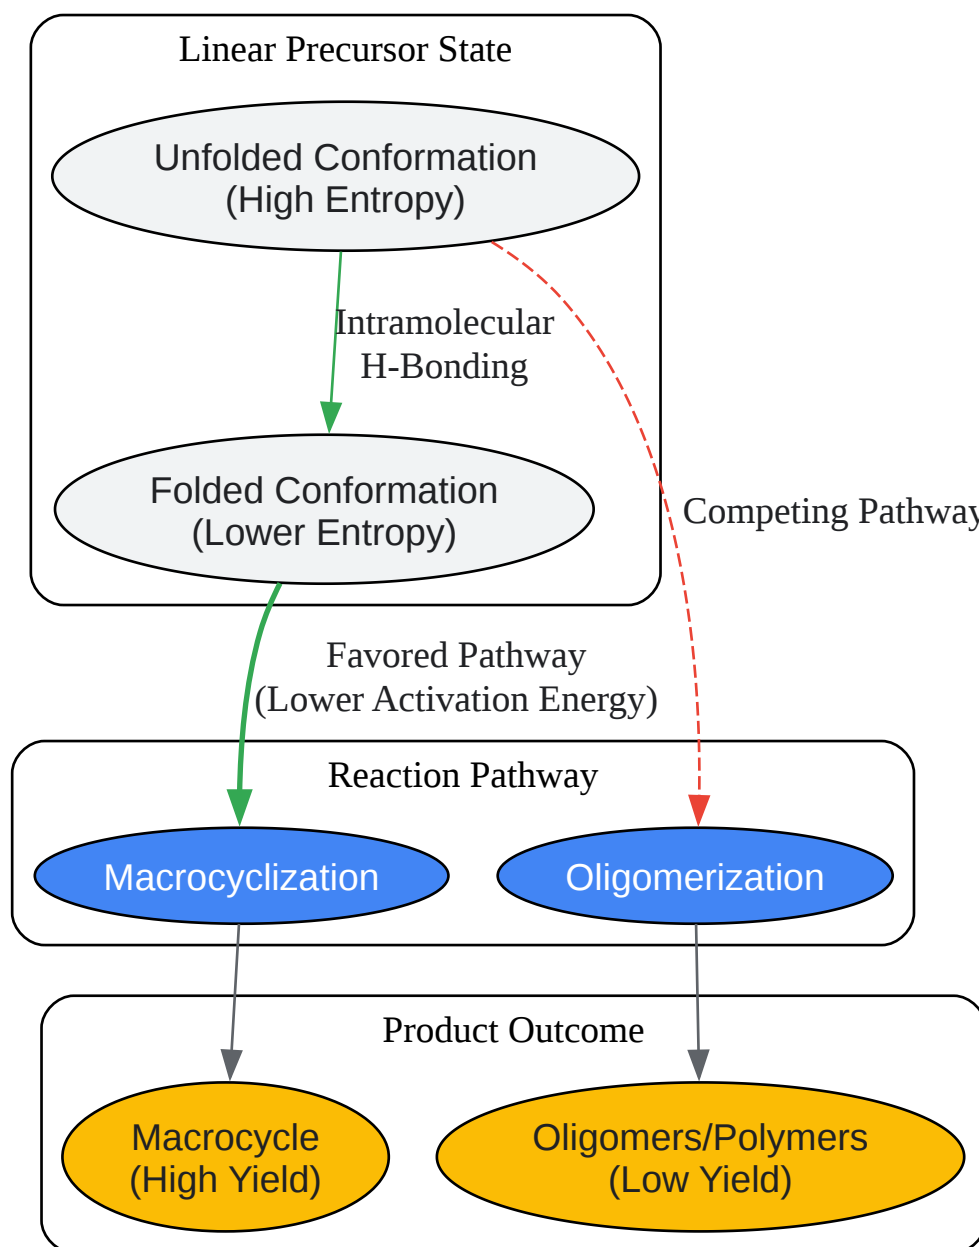 Linear Precursor State
Unfolded Conformation
(High Entropy)
Intramolecular
H-Bonding
Folded Conformation
(Lower Entropy)
Competing Pathway
Favored Pathway
(Lower Activation Energy)
Reaction Pathway
Macrocyclization
Oligomerization
Product Outcome
Macrocycle
(High Yield)
Oligomers/Polymers
(Low Yield)